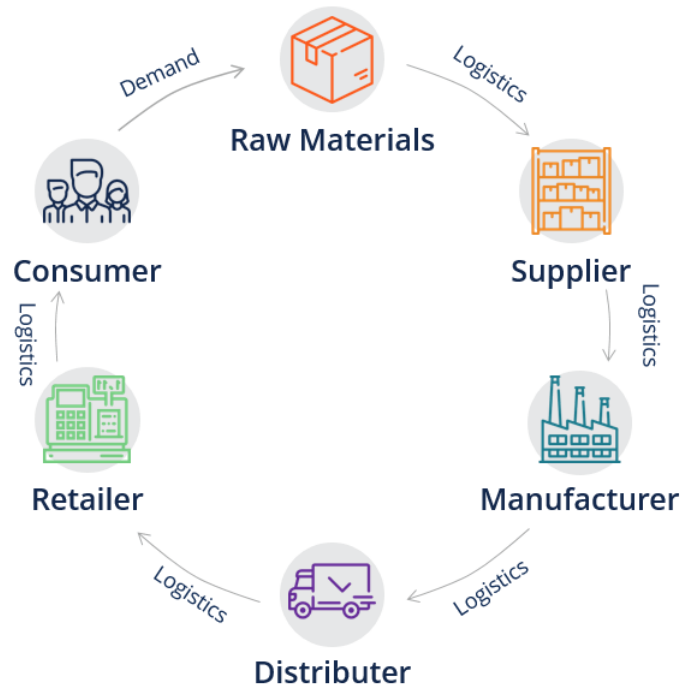 Raw Materials
Logistics
Supplier
Logistics
Manufacturer
Logistics
Distributer
Logistics
Retailer
Logistics
Consumer
Demand